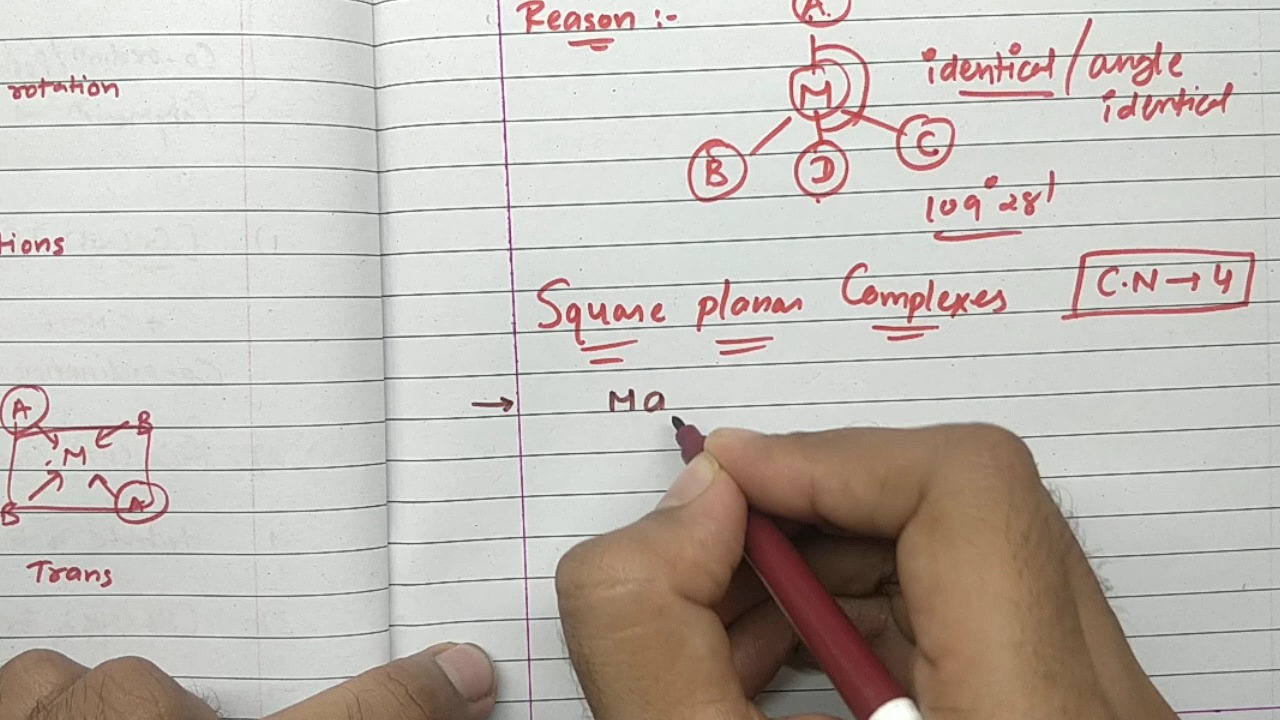 rotation
tions
A B
M
B A
Trans
Reason :-
A
M
B D C
identical / angle
identical
109°28'
Square planar Complexes C.N → 4
→ Ma